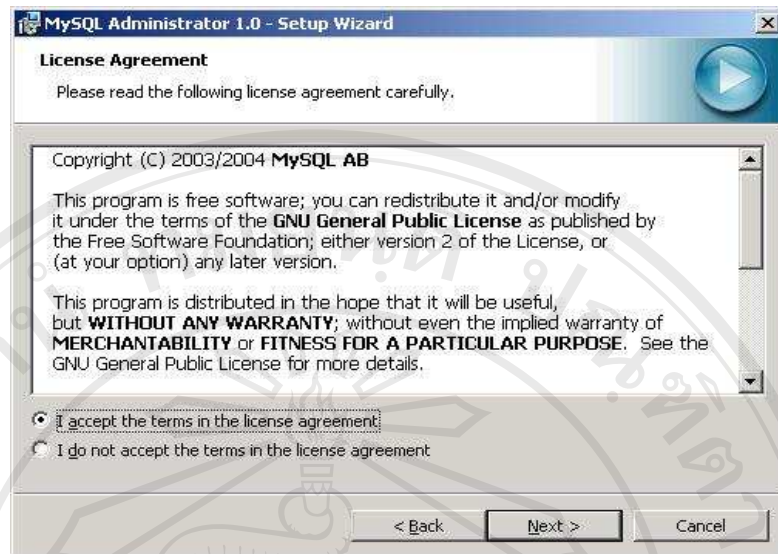 MySQL Administrator 1.0 - Setup Wizard
License Agreement
Please read the following license agreement carefully.
Copyright (C) 2003/2004 MySQL AB
This program is free software; you can redistribute it and/or modify
it under the terms of the GNU General Public License as published by
the Free Software Foundation; either version 2 of the License, or
(at your option) any later version.
This program is distributed in the hope that it will be useful,
but WITHOUT ANY WARRANTY; without even the implied warranty of
MERCHANTABILITY or FITNESS FOR A PARTICULAR PURPOSE. See the
GNU General Public License for more details.
I accept the terms in the license agreement
I do not accept the terms in the license agreement
< Back
Next >
Cancel